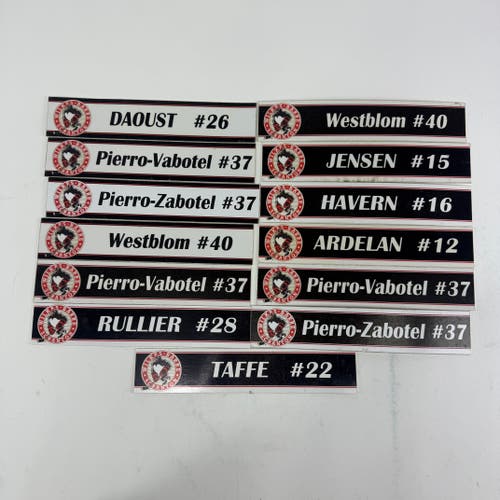 DAOUST #26
Westblom #40
Pierro-Vabotel #37
JENSEN #15
Pierro-Zabotel #37
HAVERN #16
Westblom #40
ARDELAN #12
Pierro-Vabotel #37
Pierro-Vabotel #37
RULLIER #28
Pierro-Zabotel #37
TAFFE #22